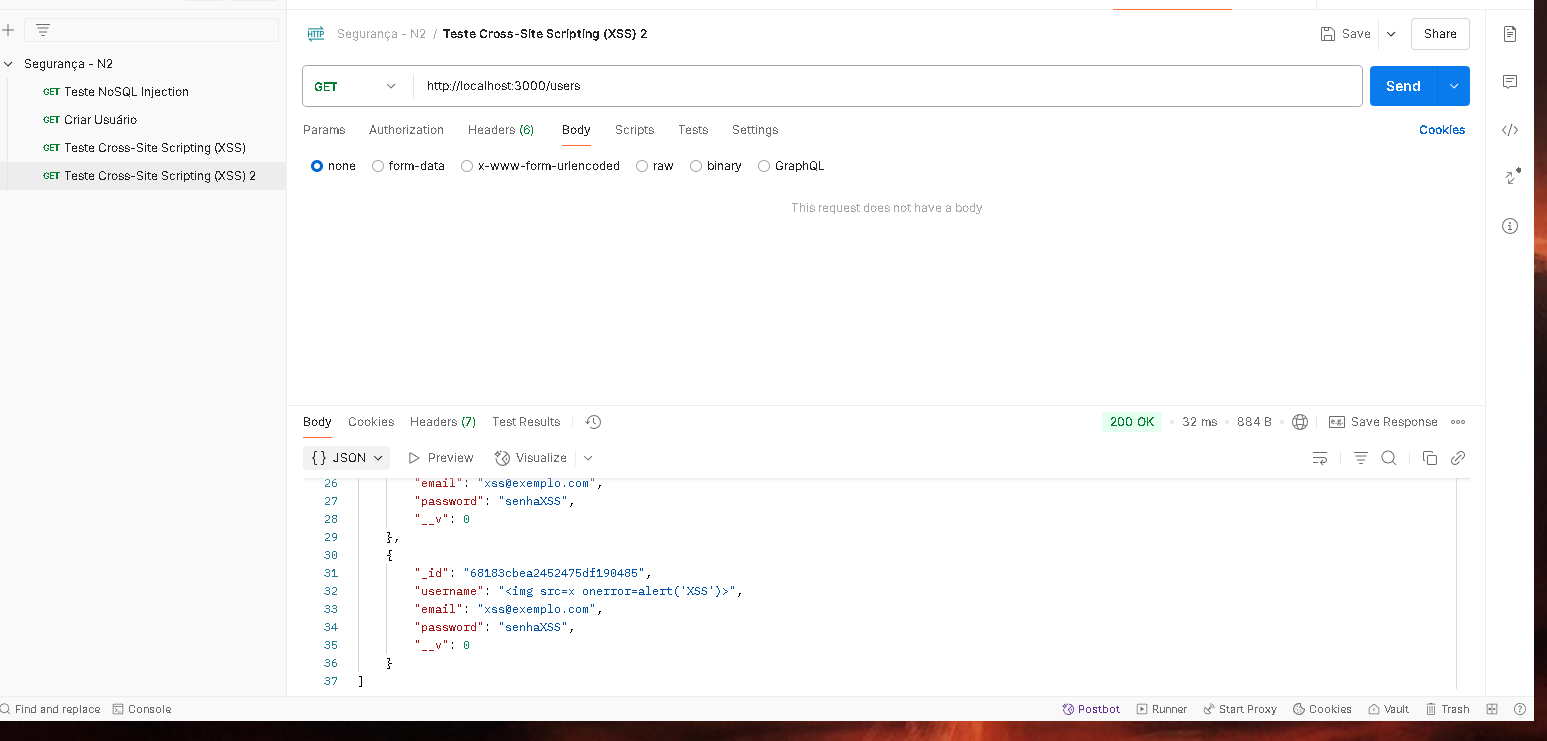 Segurança - N2 / Teste Cross-Site Scripting (XSS) 2
Save
Share
Segurança - N2
GET Teste NoSQL Injection
GET Criar Usuário
GET Teste Cross-Site Scripting (XSS)
GET Teste Cross-Site Scripting (XSS) 2
GET
http://localhost:3000/users
Send
Params Authorization Headers (6) Body Scripts Tests Settings
Cookies
none form-data x-www-form-urlencoded raw binary GraphQL
This request does not have a body
Body Cookies Headers (7) Test Results
200 OK • 32 ms • 884 B • Save Response
{} JSON Preview Visualize
26 "email": "xss@exemplo.com",
27 "password": "senhaXSS",
28 "__v": 0
29 },
30 {
31 "_id": "68183cbea2452475df190485",
32 "username": "<img src=x onerror=alert('XSS')>",
33 "email": "xss@exemplo.com",
34 "password": "senhaXSS",
35 "__v": 0
36 }
37 ]
Find and replace Console
Postbot Runner Start Proxy Cookies Vault Trash